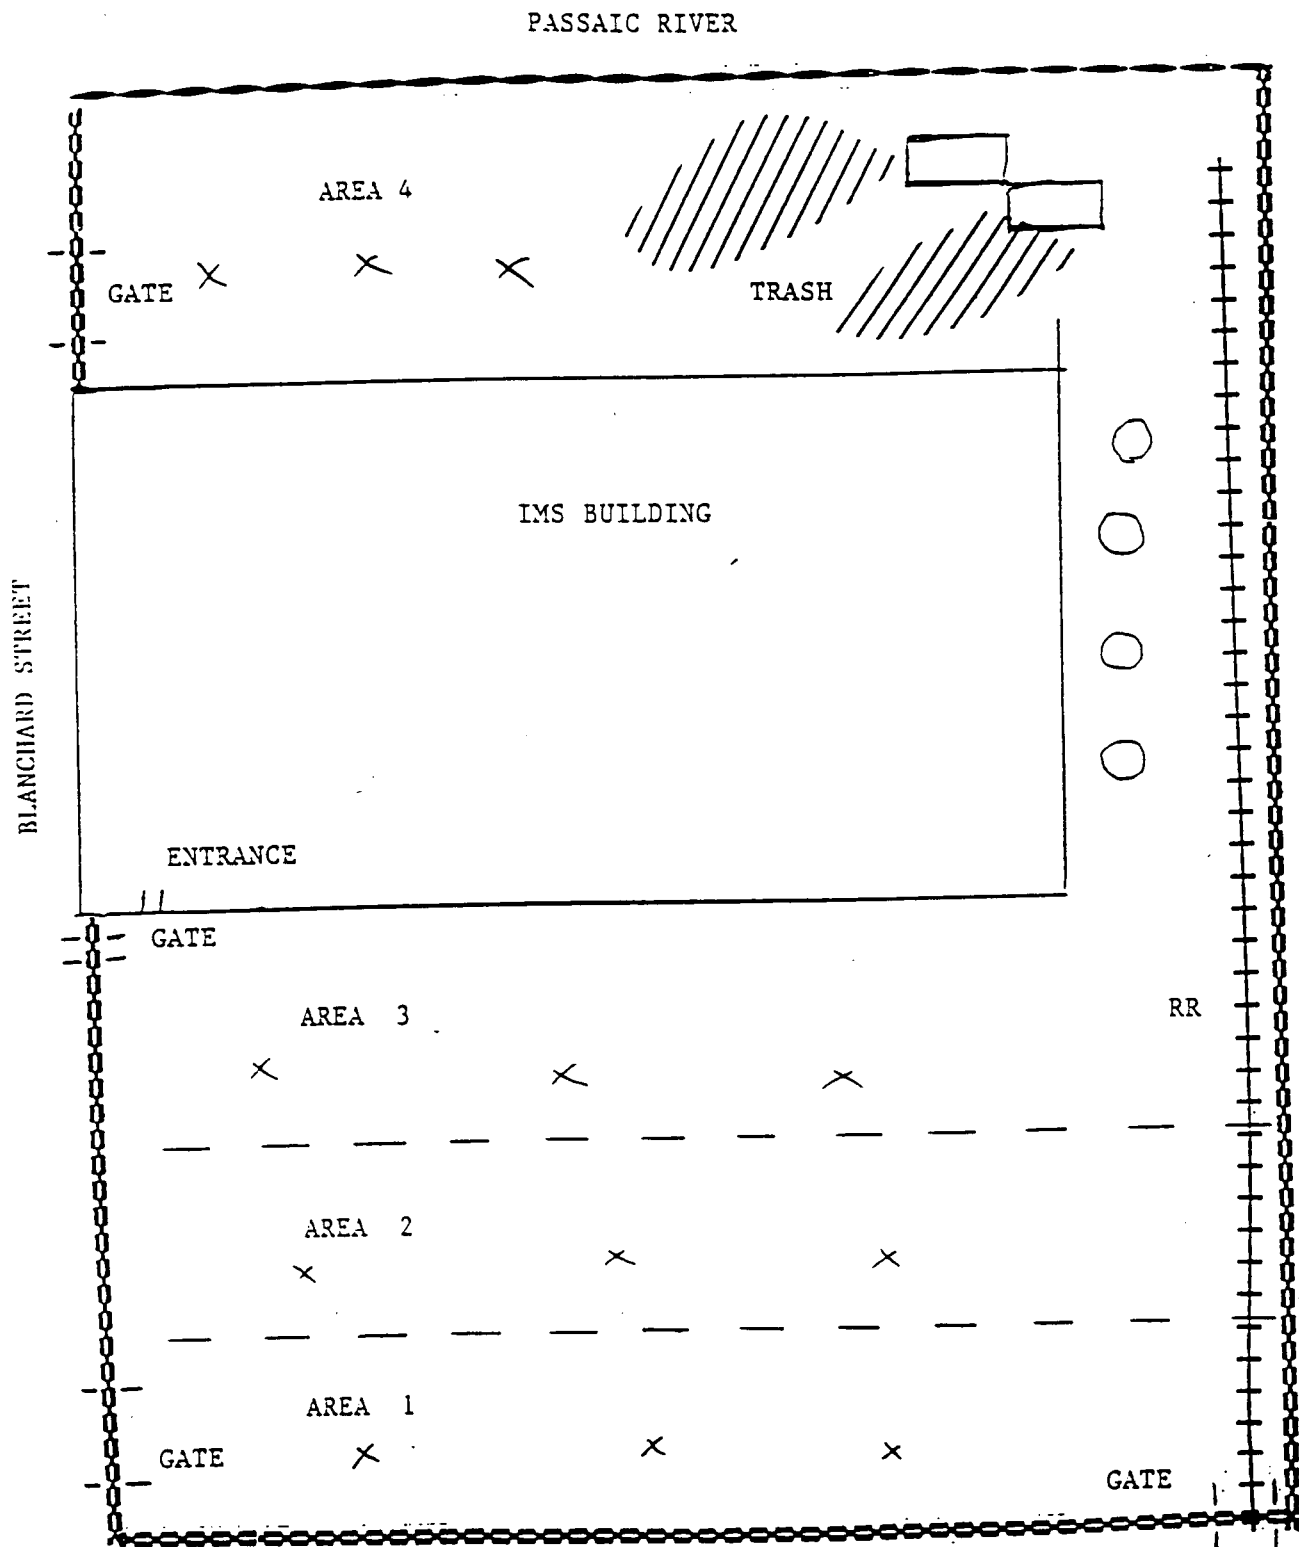 PASSAIC RIVER
AREA 4
GATE
TRASH
IMS BUILDING
BLANCHARD STREET
ENTRANCE
GATE
AREA 3
RR
AREA 2
AREA 1
GATE
GATE